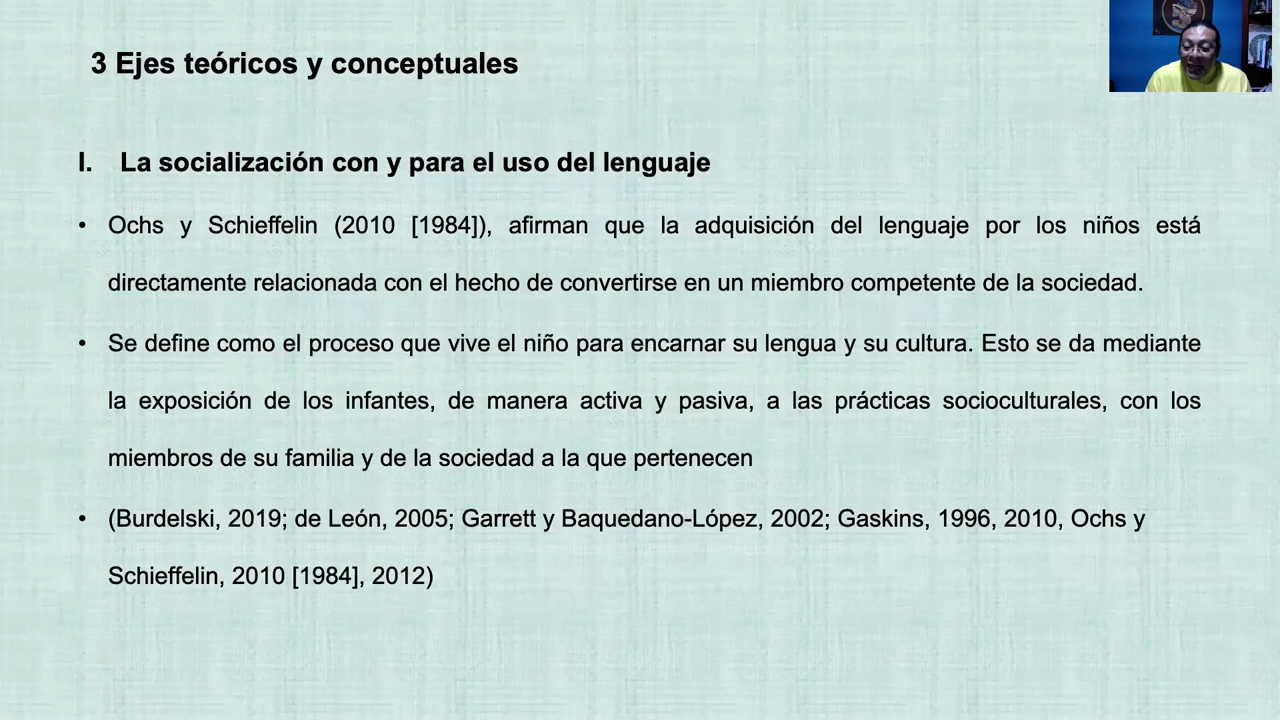 3 Ejes teóricos y conceptuales
I. La socialización con y para el uso del lenguaje
• Ochs y Schieffelin (2010 [1984]), afirman que la adquisición del lenguaje por los niños está
directamente relacionada con el hecho de convertirse en un miembro competente de la sociedad.
• Se define como el proceso que vive el niño para encarnar su lengua y su cultura. Esto se da mediante
la exposición de los infantes, de manera activa y pasiva, a las prácticas socioculturales, con los
miembros de su familia y de la sociedad a la que pertenecen
• (Burdelski, 2019; de León, 2005; Garrett y Baquedano-López, 2002; Gaskins, 1996, 2010, Ochs y
Schieffelin, 2010 [1984], 2012)